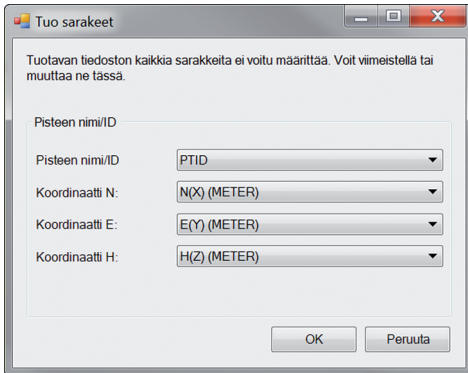 Tuo sarakeet
Tuotavan tiedoston kaikkia sarakkeita ei voitu määrittää. Voit viimeistellä tai
muuttaa ne tässä.
Pisteen nimi/ID
Pisteen nimi/ID PTID
Koordinaatti N: N(X) (METER)
Koordinaatti E: E(Y) (METER)
Koordinaatti H: H(Z) (METER)
OK Peruuta